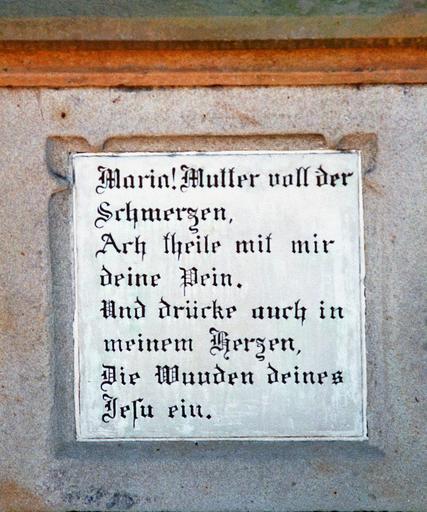 Maria! Mutter voll der
Schmerzen,
Ach theile mit mir
deine Pein.
Und drücke auch in
meinem Herzen,
Die Wunden deines
Jesu ein.